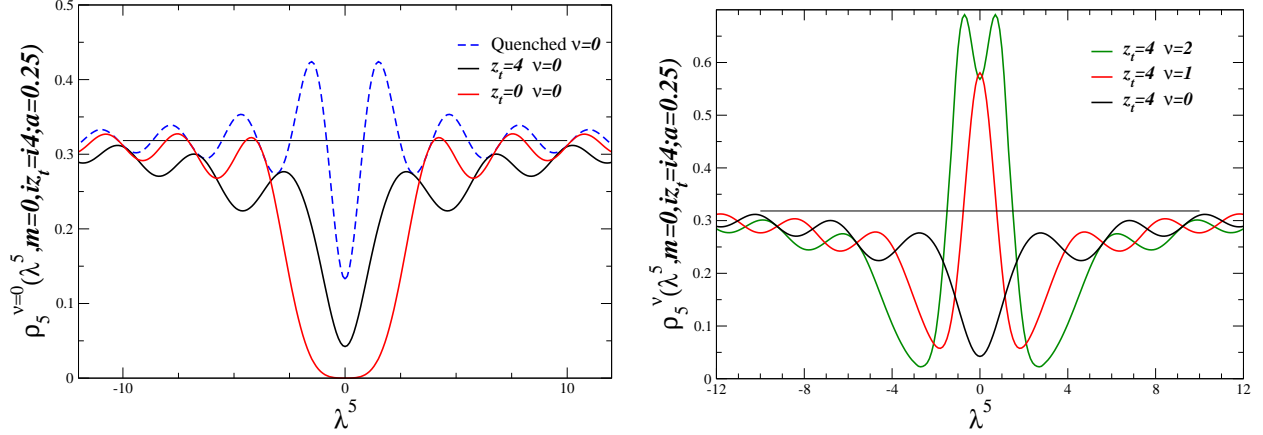 0.5
0.4
0.3
0.2
0.1
0
-10
0
10
λ^5
ρ_5^{ν=0}(λ^5,m=0,iz_t=i4;a=0.25)
Quenched ν=0
z_t=4 ν=0
z_t=0 ν=0
0.6
0.5
0.4
0.3
0.2
0.1
0
-12
-8
-4
0
4
8
12
λ^5
ρ_5^ν(λ^5,m=0,iz_t=i4;a=0.25)
z_t=4 ν=2
z_t=4 ν=1
z_t=4 ν=0